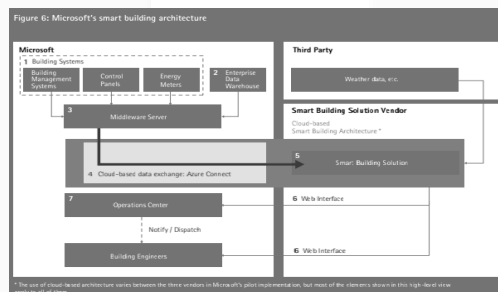 Figure 6: Microsoft's smart building architecture
Microsoft
1 Building Systems
Building
Management
Systems
Control
Panels
Energy
Meters
2 Enterprise
Data
Warehouse
3
Middleware Server
Third Party
Weather data, etc.
Smart Building Solution Vendor
Cloud-based
Smart Building Architecture *
4 Cloud-based data exchange: Azure Connect
5
Smart Building Solution
7
Operations Center
6 Web Interface
Notify / Dispatch
6 Web Interface
Building Engineers
* The use of cloud-based architecture varies between the three vendors in Microsoft's pilot implementation, but most of the elements shown in this high-level view